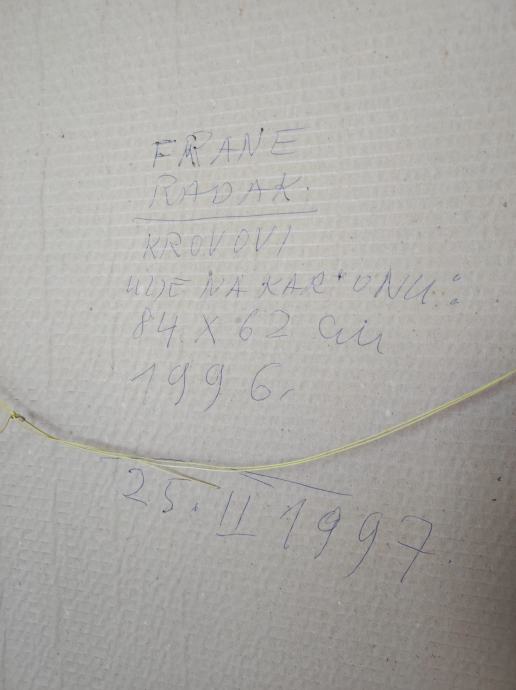 FRANE
RADAK.
KROVOVI
ULJE NA KARTONU:
84 X 62 cm
1996.
25. II 1997.